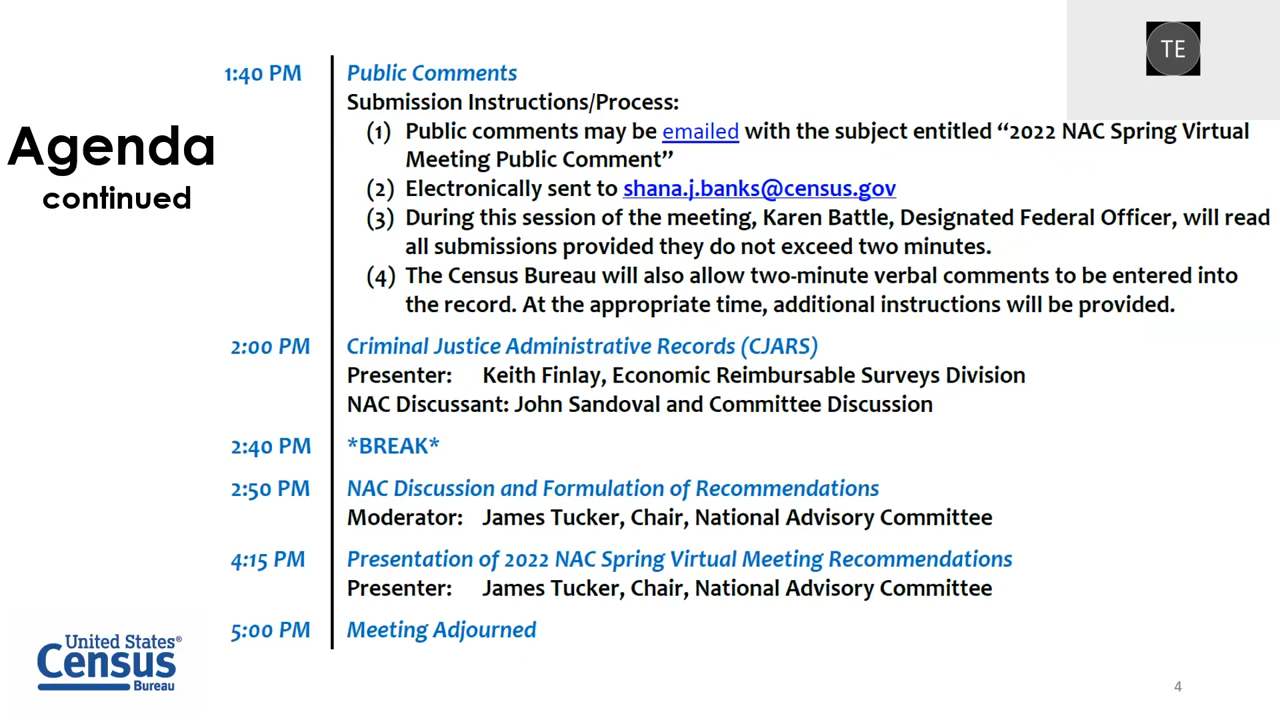 TE
Agenda
continued
1:40 PM
Public Comments
Submission Instructions/Process:
(1) Public comments may be emailed with the subject entitled “2022 NAC Spring Virtual
Meeting Public Comment”
(2) Electronically sent to shana.j.banks@census.gov
(3) During this session of the meeting, Karen Battle, Designated Federal Officer, will read
all submissions provided they do not exceed two minutes.
(4) The Census Bureau will also allow two-minute verbal comments to be entered into
the record. At the appropriate time, additional instructions will be provided.
2:00 PM
Criminal Justice Administrative Records (CJARS)
Presenter: Keith Finlay, Economic Reimbursable Surveys Division
NAC Discussant: John Sandoval and Committee Discussion
2:40 PM
*BREAK*
2:50 PM
NAC Discussion and Formulation of Recommendations
Moderator: James Tucker, Chair, National Advisory Committee
4:15 PM
Presentation of 2022 NAC Spring Virtual Meeting Recommendations
Presenter: James Tucker, Chair, National Advisory Committee
5:00 PM
Meeting Adjourned
United States®
Census
Bureau
4